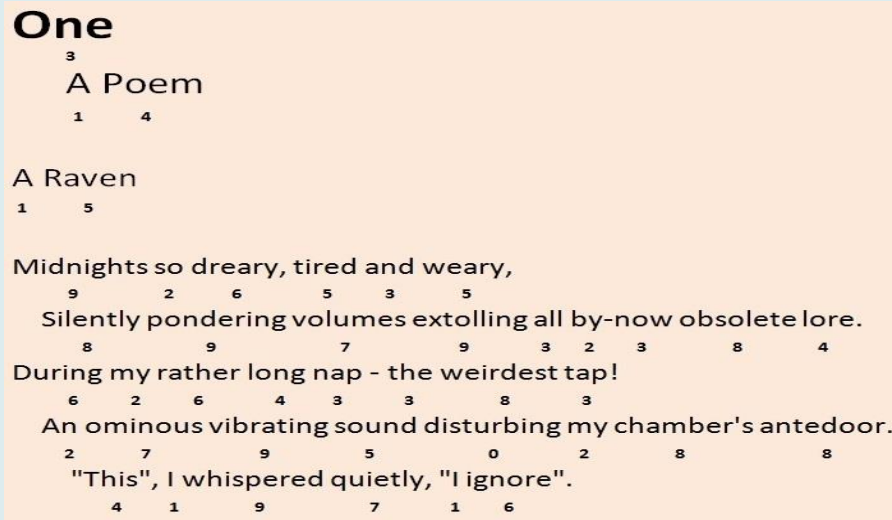 One
3
A Poem
1 4
A Raven
1 5
Midnights so dreary, tired and weary,
9 2 6 5 3 5
Silently pondering volumes extolling all by-now obsolete lore.
8 9 7 9 3 2 3 8 4
During my rather long nap - the weirdest tap!
6 2 6 4 3 3 8 3
An ominous vibrating sound disturbing my chamber's antedoor.
2 7 9 5 0 2 8 8
"This", I whispered quietly, "I ignore".
4 1 9 7 1 6